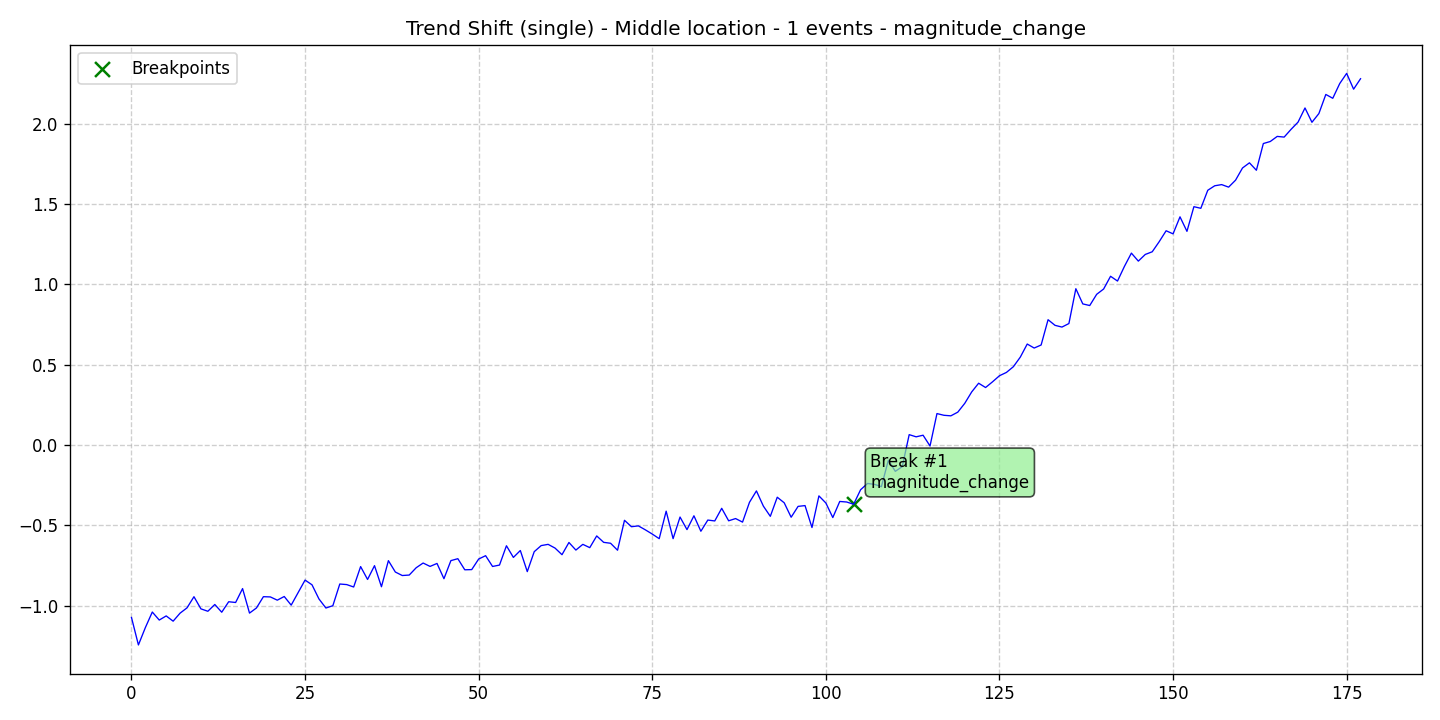 Trend Shift (single) - Middle location - 1 events - magnitude_change
Breakpoints
2.0
1.5
1.0
0.5
0.0
−0.5
−1.0
Break #1
magnitude_change
0 25 50 75 100 125 150 175